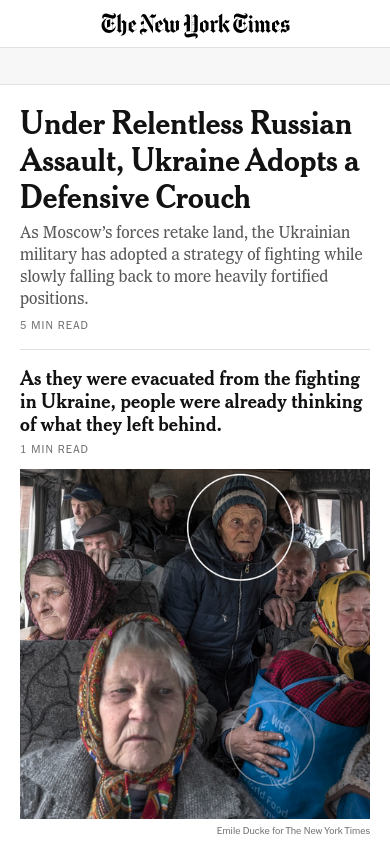 The New York Times
Under Relentless Russian
Assault, Ukraine Adopts a
Defensive Crouch
As Moscow’s forces retake land, the Ukrainian
military has adopted a strategy of fighting while
slowly falling back to more heavily fortified
positions.
5 MIN READ
As they were evacuated from the fighting
in Ukraine, people were already thinking
of what they left behind.
1 MIN READ
WFP
World Food
Emile Ducke for The New York Times